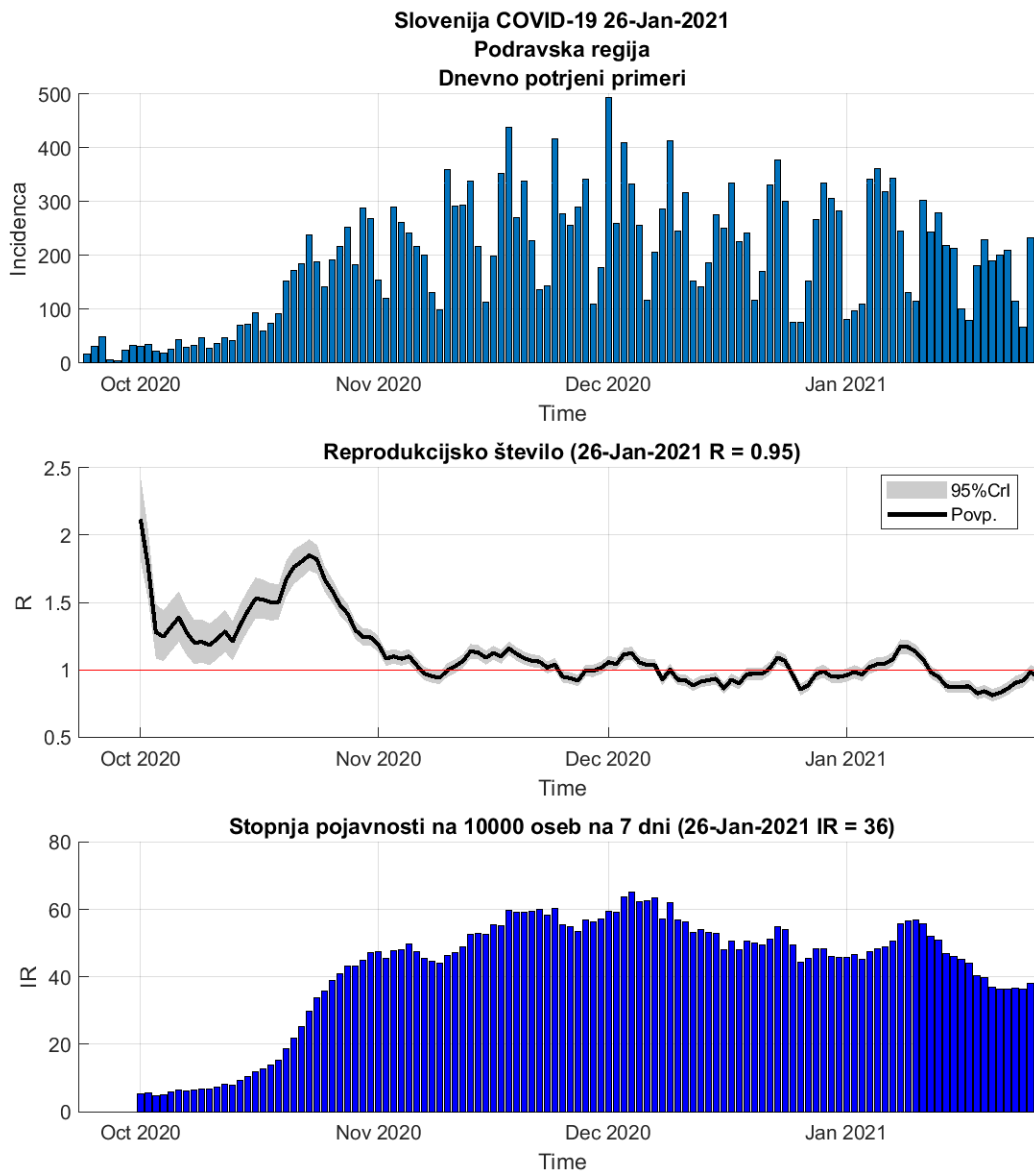 Slovenija COVID-19 26-Jan-2021
Podravska regija
Dnevno potrjeni primeri
500
400
300
200
100
0
Incidenca
Oct 2020
Nov 2020
Dec 2020
Jan 2021
Time
Reprodukcijsko število (26-Jan-2021 R = 0.95)
2.5
2
1.5
1
0.5
R
95%CrI
Povp.
Oct 2020
Nov 2020
Dec 2020
Jan 2021
Time
Stopnja pojavnosti na 10000 oseb na 7 dni (26-Jan-2021 IR = 36)
80
60
40
20
0
IR
Oct 2020
Nov 2020
Dec 2020
Jan 2021
Time